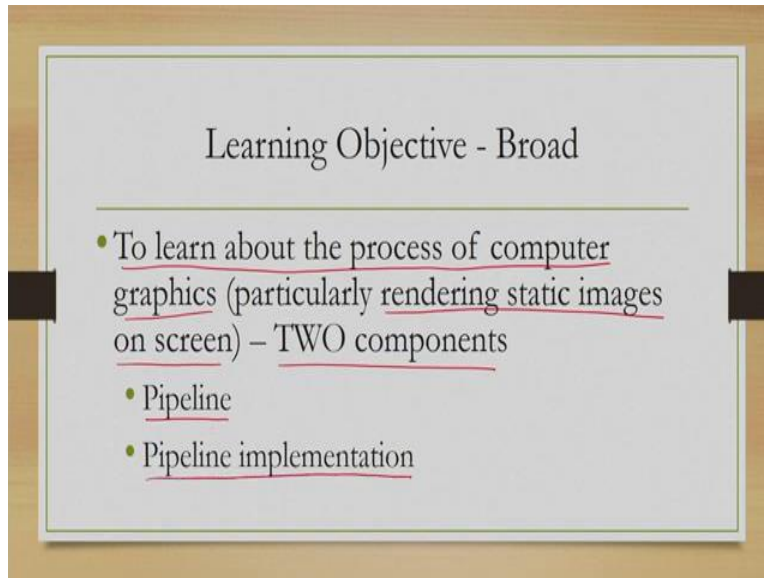 Learning Objective - Broad
• To learn about the process of computer
graphics (particularly rendering static images
on screen) – TWO components
• Pipeline
• Pipeline implementation